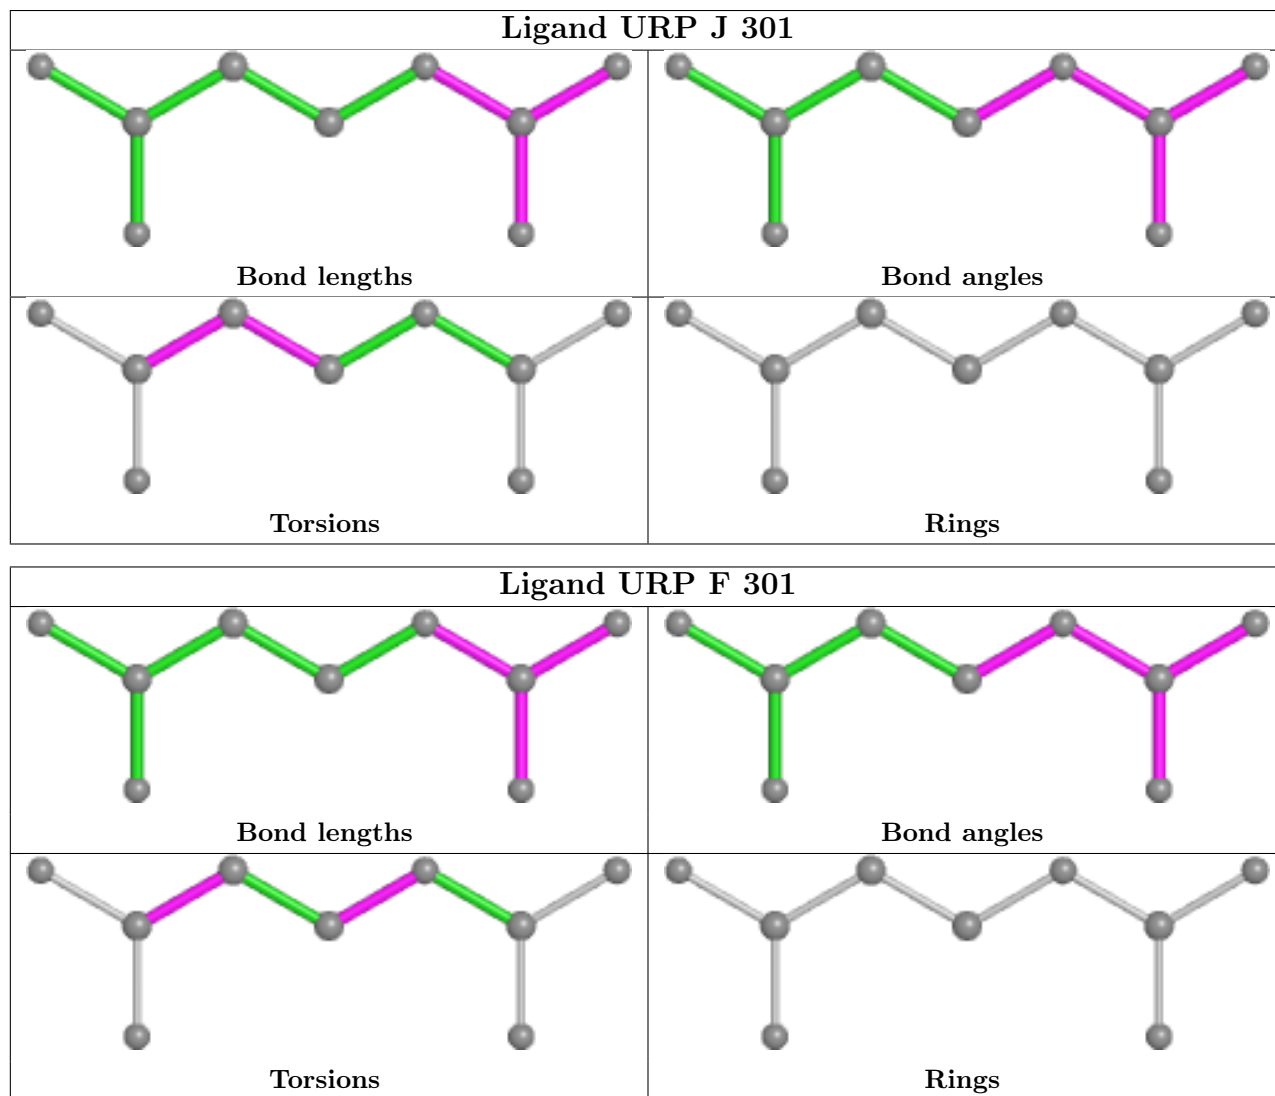 Ligand URP J 301
Bond lengths
Bond angles
Torsions
Rings
Ligand URP F 301
Bond lengths
Bond angles
Torsions
Rings